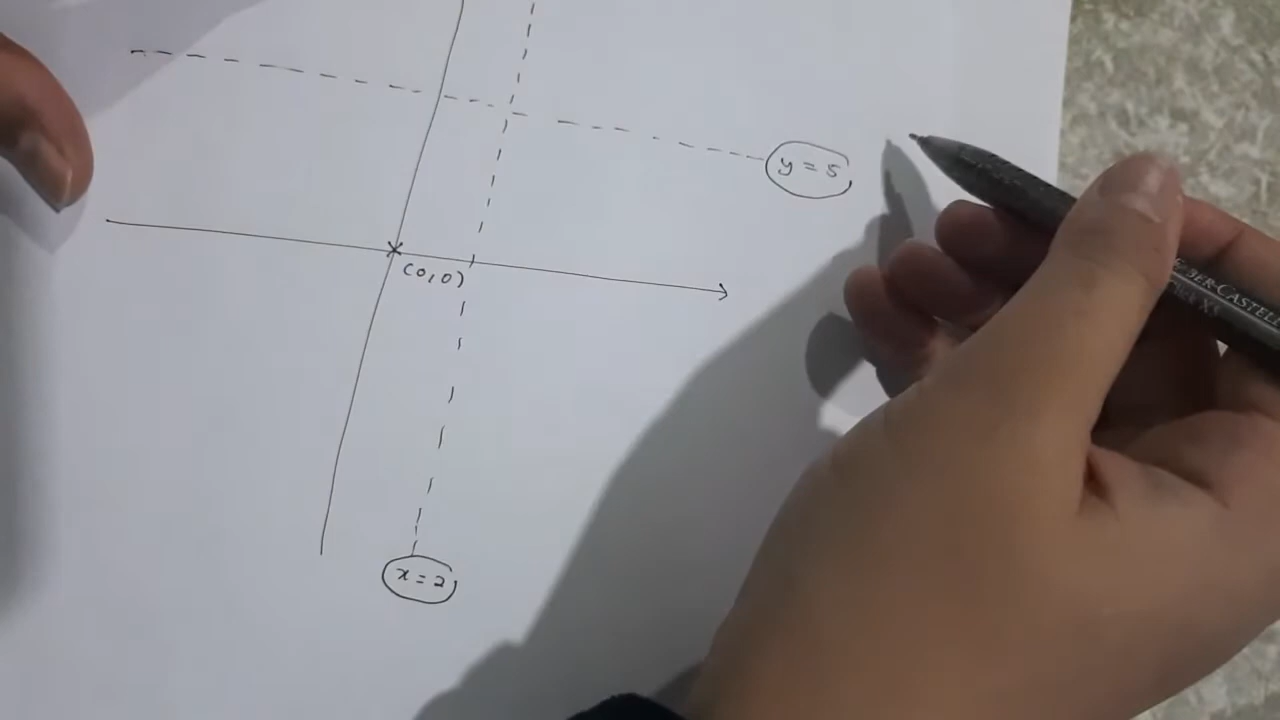 y = 5
(0,0)
x = 2
FABER-CASTELL